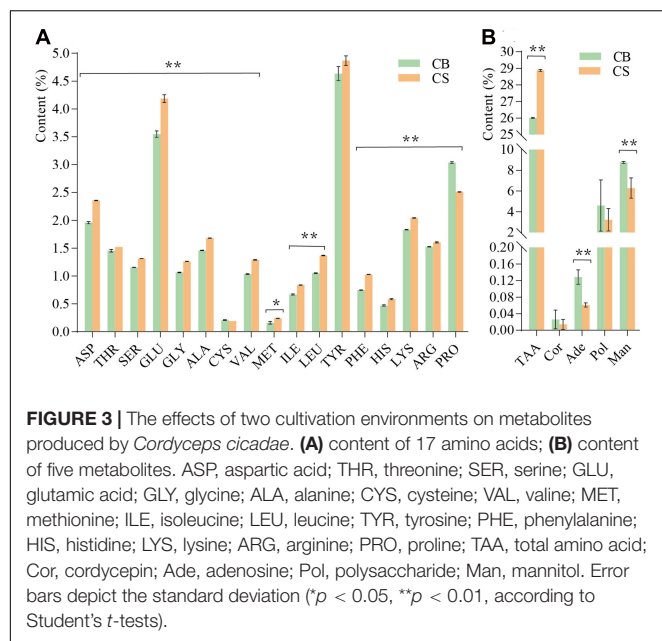 A
B
CB
CS
CB
CS
Content (%)
5.0
4.5
4.0
3.5
3.0
2.5
2.0
1.5
1.0
0.5
0.0
**
*
**
**
ASP
THR
SER
GLU
GLY
ALA
CYS
VAL
MET
ILE
LEU
TYR
PHE
HIS
LYS
ARG
PRO
Content (%)
31
30
29
28
27
26
10
8
6
4
2
0.20
0.16
0.12
0.08
0.04
0.00
**
**
**
TAA
Cor
Ade
Pol
Man
FIGURE 3 | The effects of two cultivation environments on metabolites
produced by Cordyceps cicadae. (A) content of 17 amino acids; (B) content
of five metabolites. ASP, aspartic acid; THR, threonine; SER, serine; GLU,
glutamic acid; GLY, glycine; ALA, alanine; CYS, cysteine; VAL, valine; MET,
methionine; ILE, isoleucine; LEU, leucine; TYR, tyrosine; PHE, phenylalanine;
HIS, histidine; LYS, lysine; ARG, arginine; PRO, proline; TAA, total amino acid;
Cor, cordycepin; Ade, adenosine; Pol, polysaccharide; Man, mannitol. Error
bars depict the standard deviation (*p < 0.05, **p < 0.01, according to
Student's t-tests).